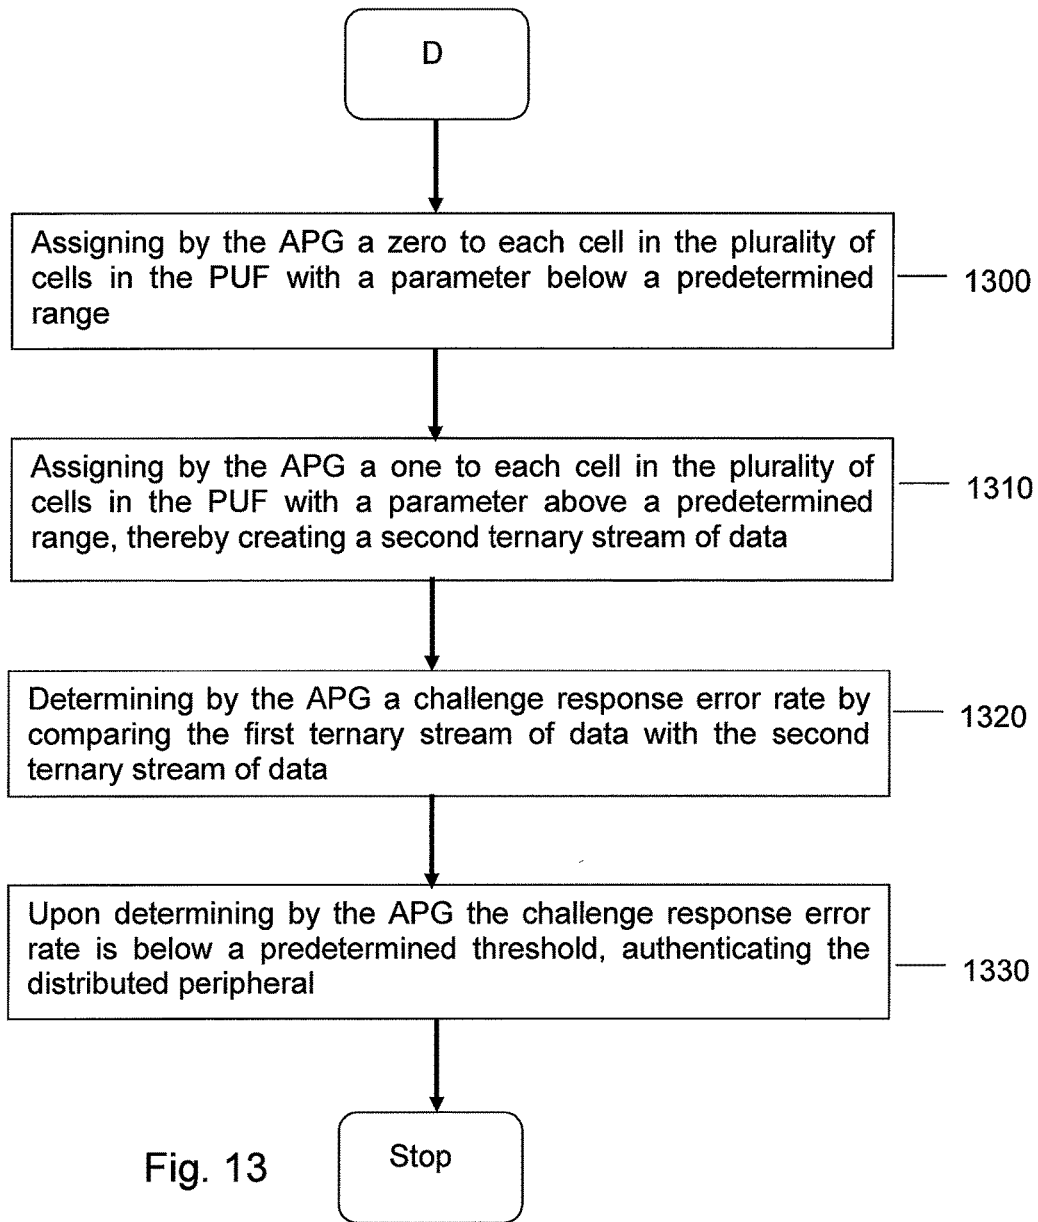 D
Assigning by the APG a zero to each cell in the plurality of
cells in the PUF with a parameter below a predetermined
range
1300
Assigning by the APG a one to each cell in the plurality of
cells in the PUF with a parameter above a predetermined
range, thereby creating a second ternary stream of data
1310
Determining by the APG a challenge response error rate by
comparing the first ternary stream of data with the second
ternary stream of data
1320
Upon determining by the APG the challenge response error
rate is below a predetermined threshold, authenticating the
distributed peripheral
1330
Stop
Fig. 13